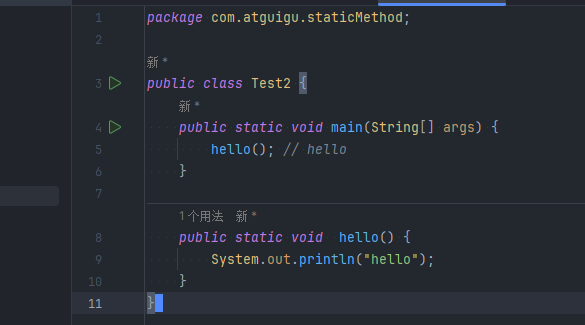 1 package com.atguigu.staticMethod;
2
新 *
3 public class Test2 {
新 *
4 public static void main(String[] args) {
5 hello(); // hello
6 }
7
1个用法 新 *
8 public static void  hello() {
9 System.out.println("hello");
10 }
11 }